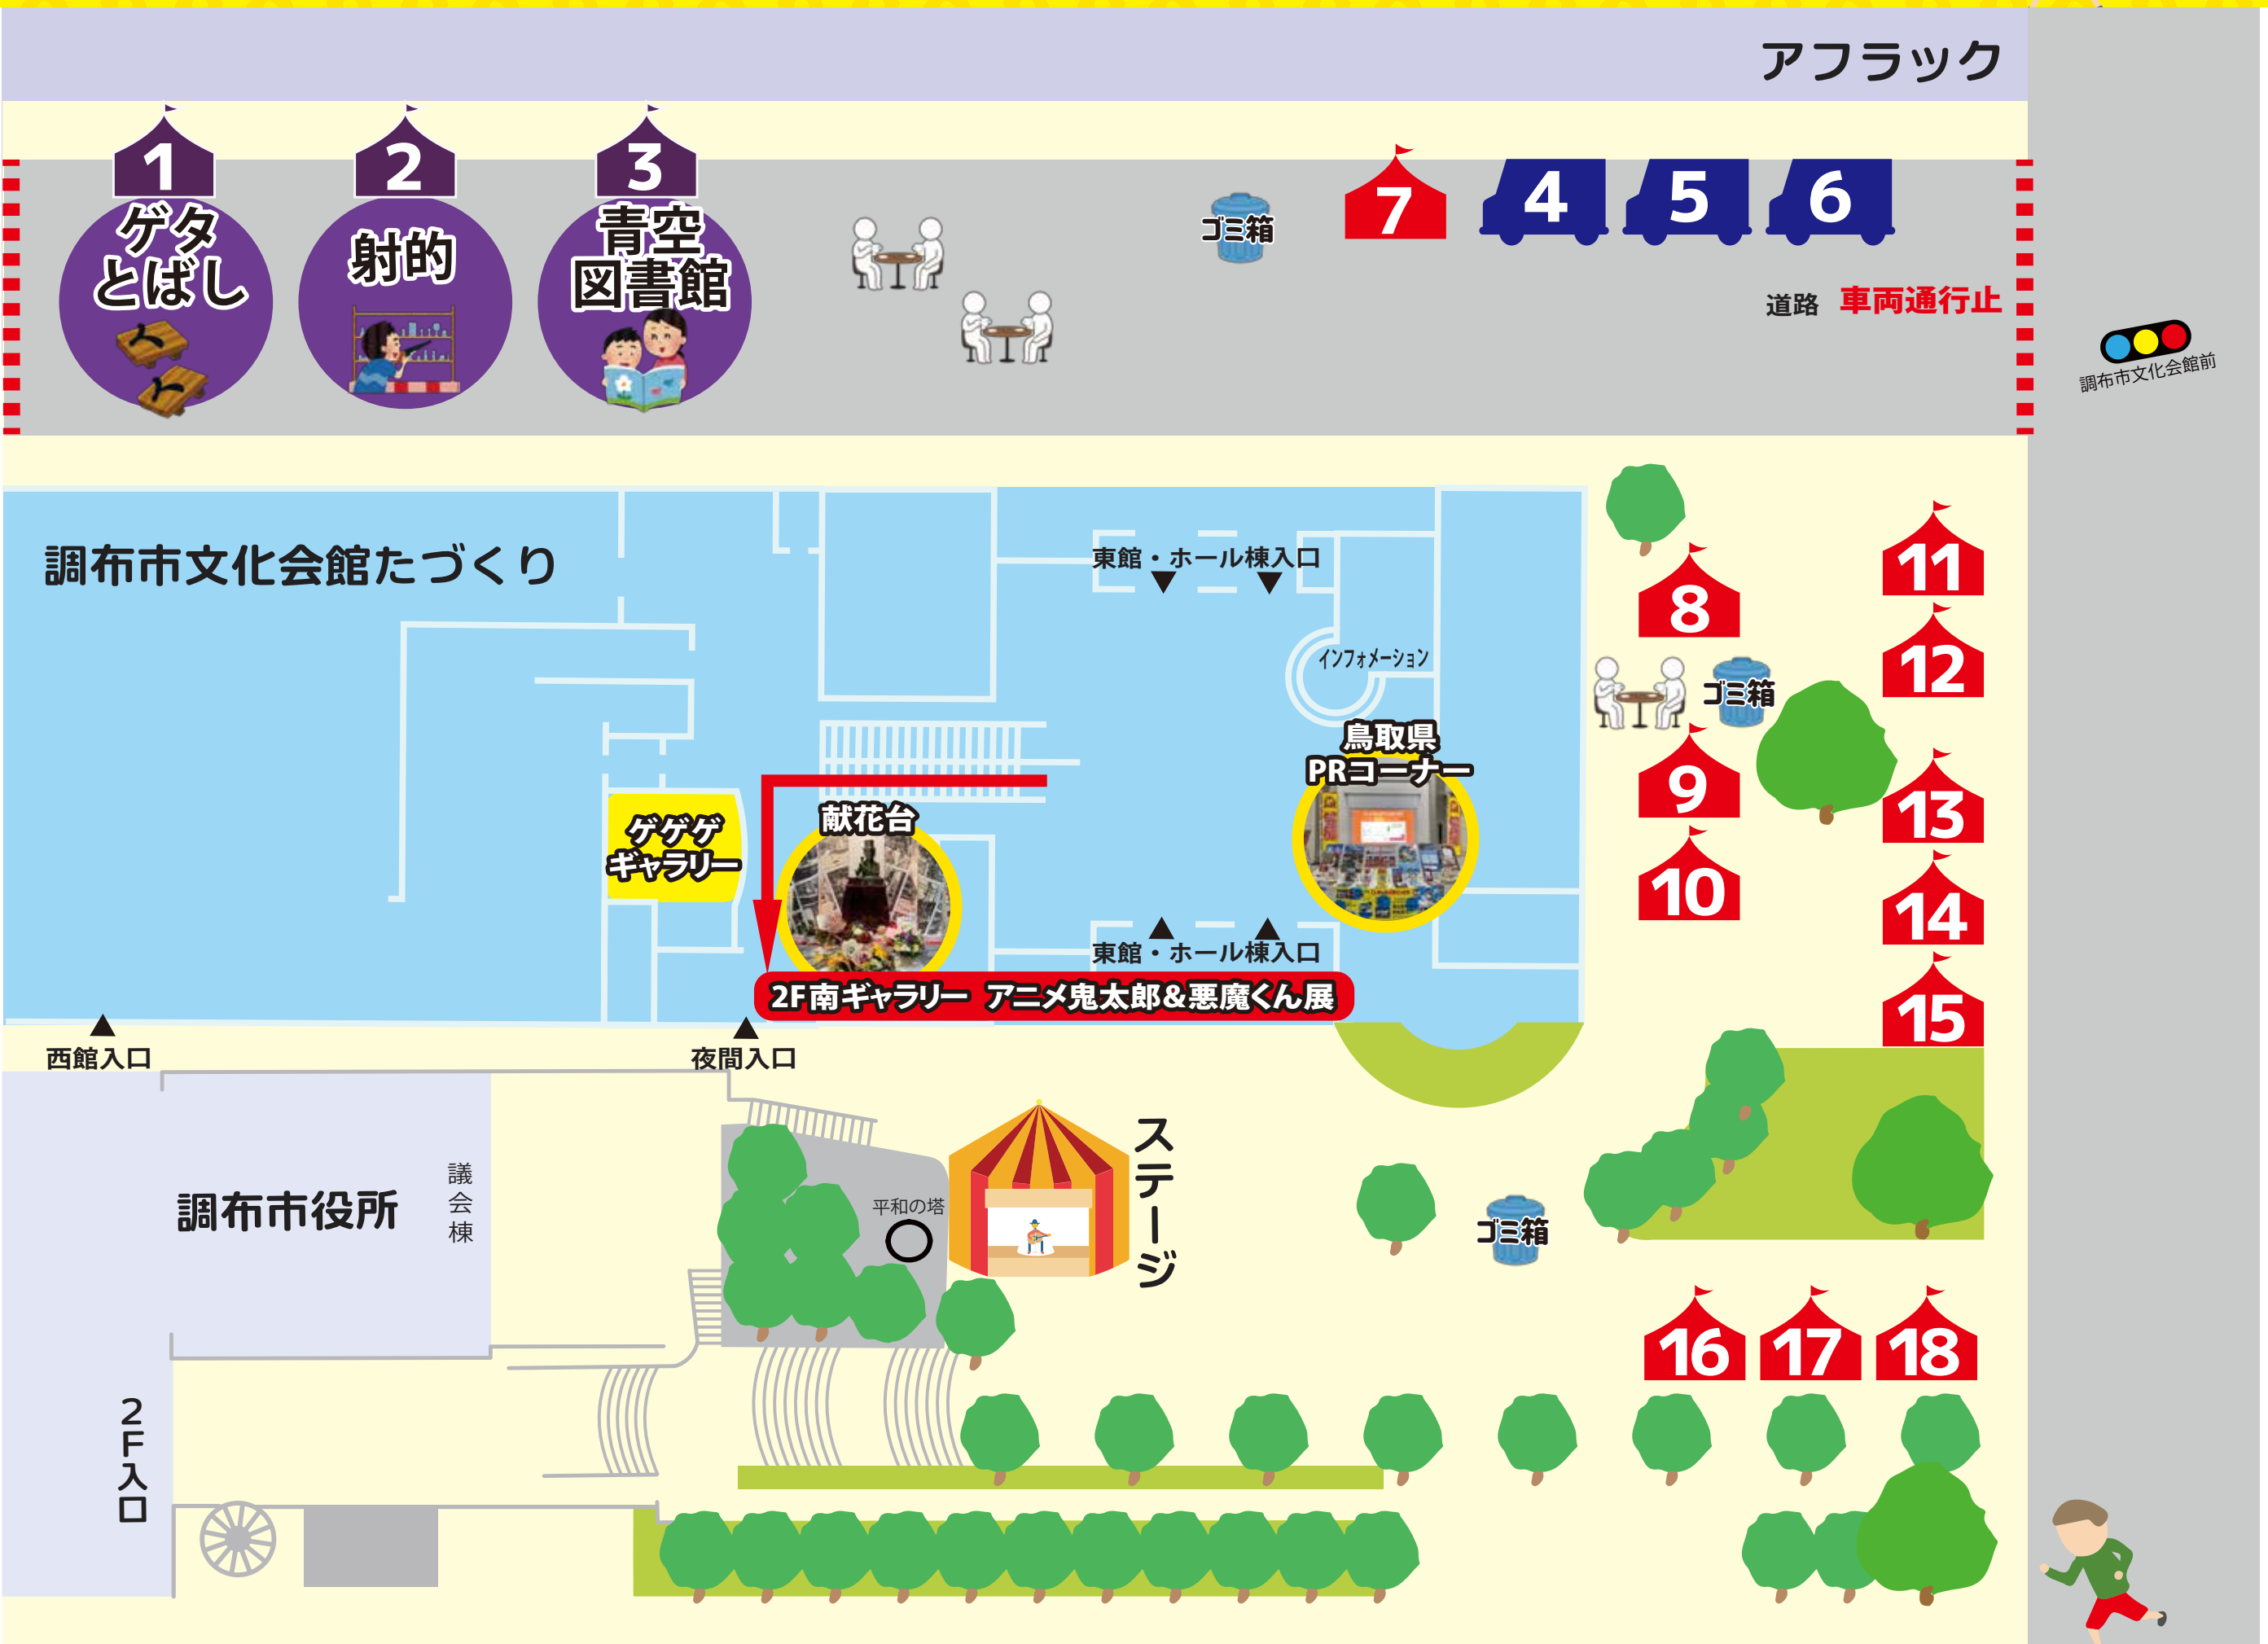 アフラック
1
2
3
ゲタ
とばし
射的
青空
図書館
ゴミ箱
7
4
5
6
道路
車両通行止
調布市文化会館前
調布市文化会館たづくり
東館・ホール棟入口
インフォメーション
8
11
12
ゴミ箱
鳥取県
PRコーナー
9
13
ゲゲゲ
ギャラリー
献花台
10
14
東館・ホール棟入口
2F南ギャラリー アニメ鬼太郎&悪魔くん展
15
西館入口
夜間入口
ステージ
調布市役所
議会棟
平和の塔
ゴミ箱
16
17
18
2F入口